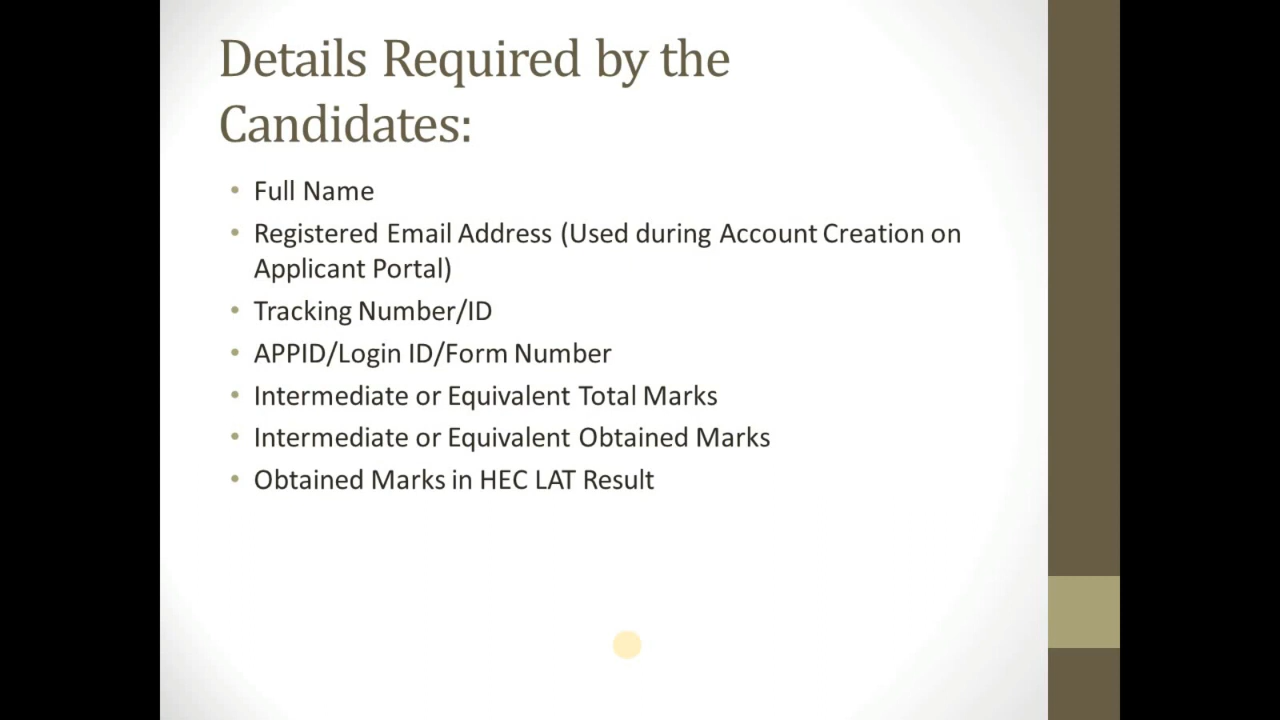 Details Required by the
Candidates:
• Full Name
• Registered Email Address (Used during Account Creation on
Applicant Portal)
• Tracking Number/ID
• APPID/Login ID/Form Number
• Intermediate or Equivalent Total Marks
• Intermediate or Equivalent Obtained Marks
• Obtained Marks in HEC LAT Result